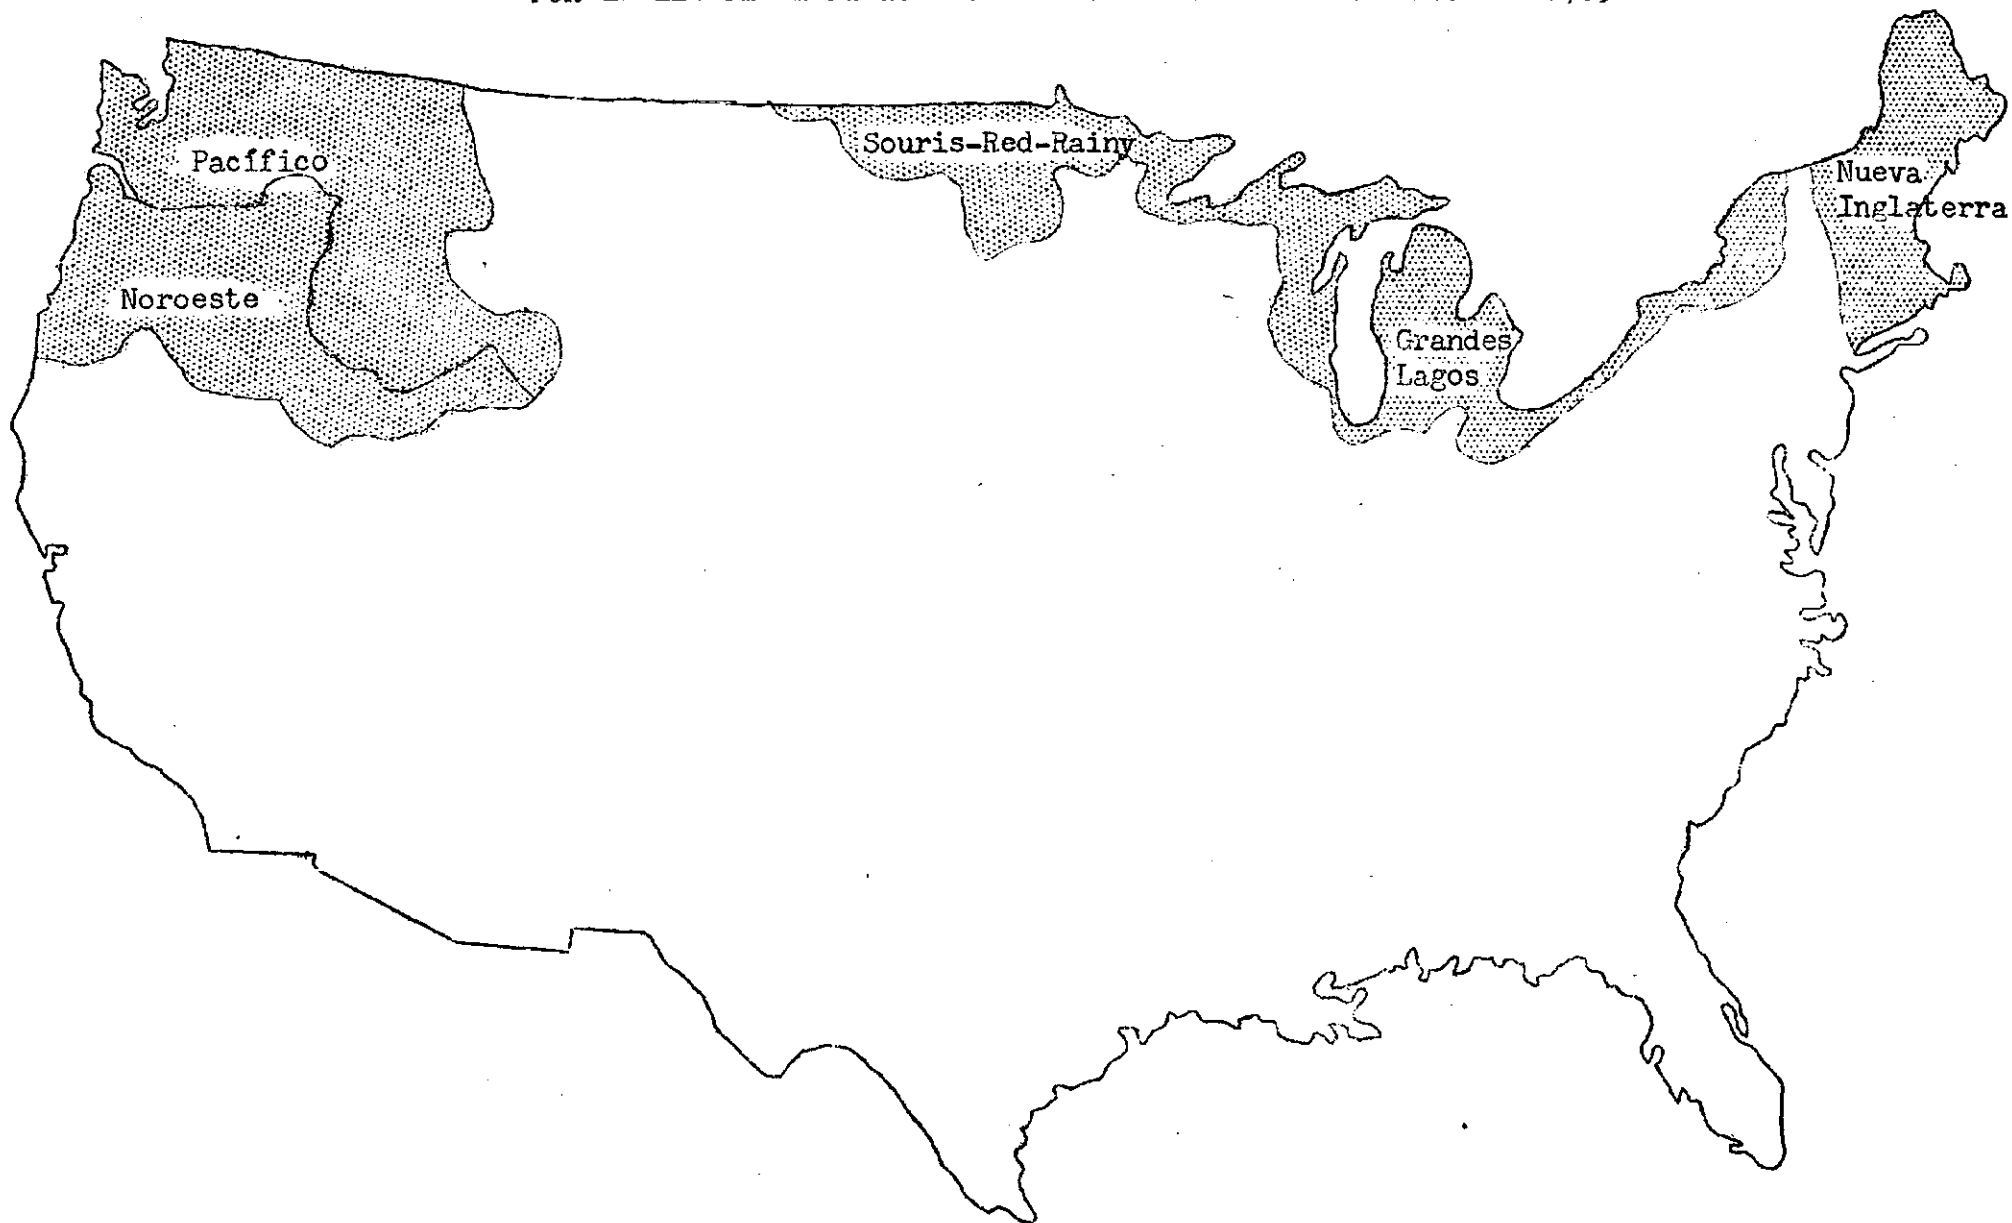 Pacífico
Souris-Red-Rainy
Nueva
Inglaterra
Noroeste
Grandes
Lagos